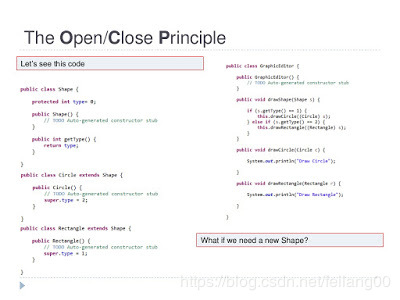 The Open/Close Principle
Let's see this code
public class Shape {
protected int type= 0;
public Shape() {
// TODO Auto-generated constructor stub
}
public int getType() {
return type;
}
}
public class Circle extends Shape {
public Circle() {
// TODO Auto-generated constructor stub
super.type = 2;
}
}
public class Rectangle extends Shape {
public Rectangle() {
// TODO Auto-generated constructor stub
super.type = 1;
}
}
public class GraphicEditor {
public GraphicEditor() {
// TODO Auto-generated constructor stub
}
public void drawShape(Shape s) {
if (s.getType() == 1) {
this.drawCircle((Circle) s);
} else if (s.getType() == 2) {
this.drawRectangle((Rectangle) s);
}
}
public void drawCircle(Circle c) {
System.out.println("Draw Circle");
}
public void drawRectangle(Rectangle r) {
System.out.println("Draw Rectangle");
}
}
What if we need a new Shape?
https://blog.csdn.net/feifang00